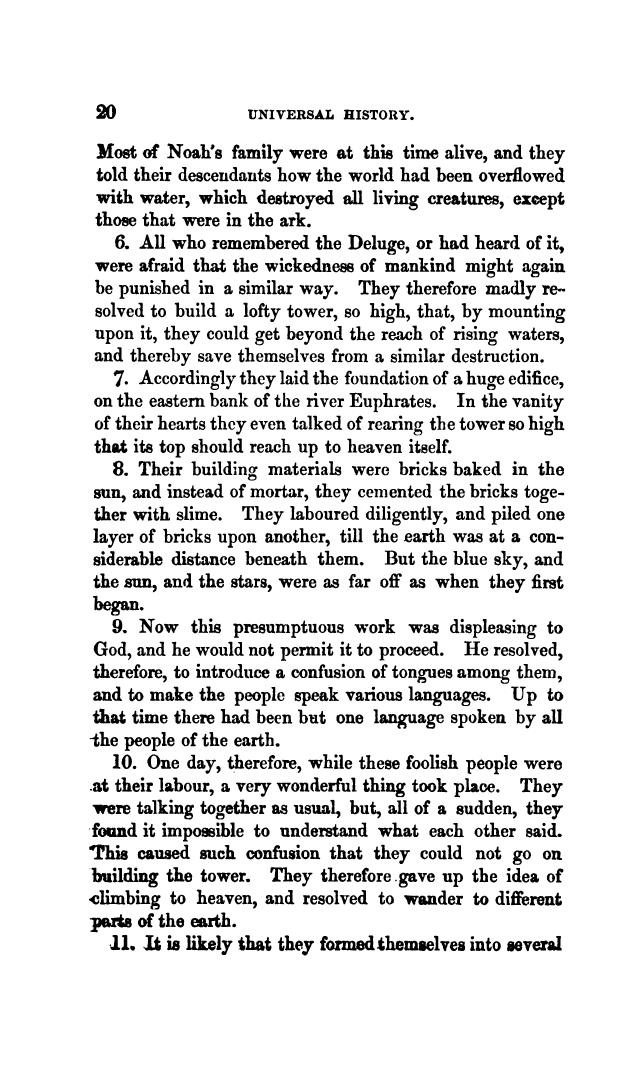 20 UNIVERSAL HISTORY.
Most of Noah's family were at this time alive, and they
told their descendants how the world had been overflowed
with water, which destroyed all living creatures, except
those that were in the ark.
6. All who remembered the Deluge, or had heard of it,
were afraid that the wickedness of mankind might again
be punished in a similar way. They therefore madly re-
solved to build a lofty tower, so high, that, by mounting
upon it, they could get beyond the reach of rising waters,
and thereby save themselves from a similar destruction.
7. Accordingly they laid the foundation of a huge edifice,
on the eastern bank of the river Euphrates. In the vanity
of their hearts they even talked of rearing the tower so high
that its top should reach up to heaven itself.
8. Their building materials were bricks baked in the
sun, and instead of mortar, they cemented the bricks toge-
ther with slime. They laboured diligently, and piled one
layer of bricks upon another, till the earth was at a con-
siderable distance beneath them. But the blue sky, and
the sun, and the stars, were as far off as when they first
began.
9. Now this presumptuous work was displeasing to
God, and he would not permit it to proceed. He resolved,
therefore, to introduce a confusion of tongues among them,
and to make the people speak various languages. Up to
that time there had been but one language spoken by all
the people of the earth.
10. One day, therefore, while these foolish people were
at their labour, a very wonderful thing took place. They
were talking together as usual, but, all of a sudden, they
found it impossible to understand what each other said.
This caused such confusion that they could not go on
building the tower. They therefore gave up the idea of
climbing to heaven, and resolved to wander to different
parts of the earth.
11. It is likely that they formed themselves into several